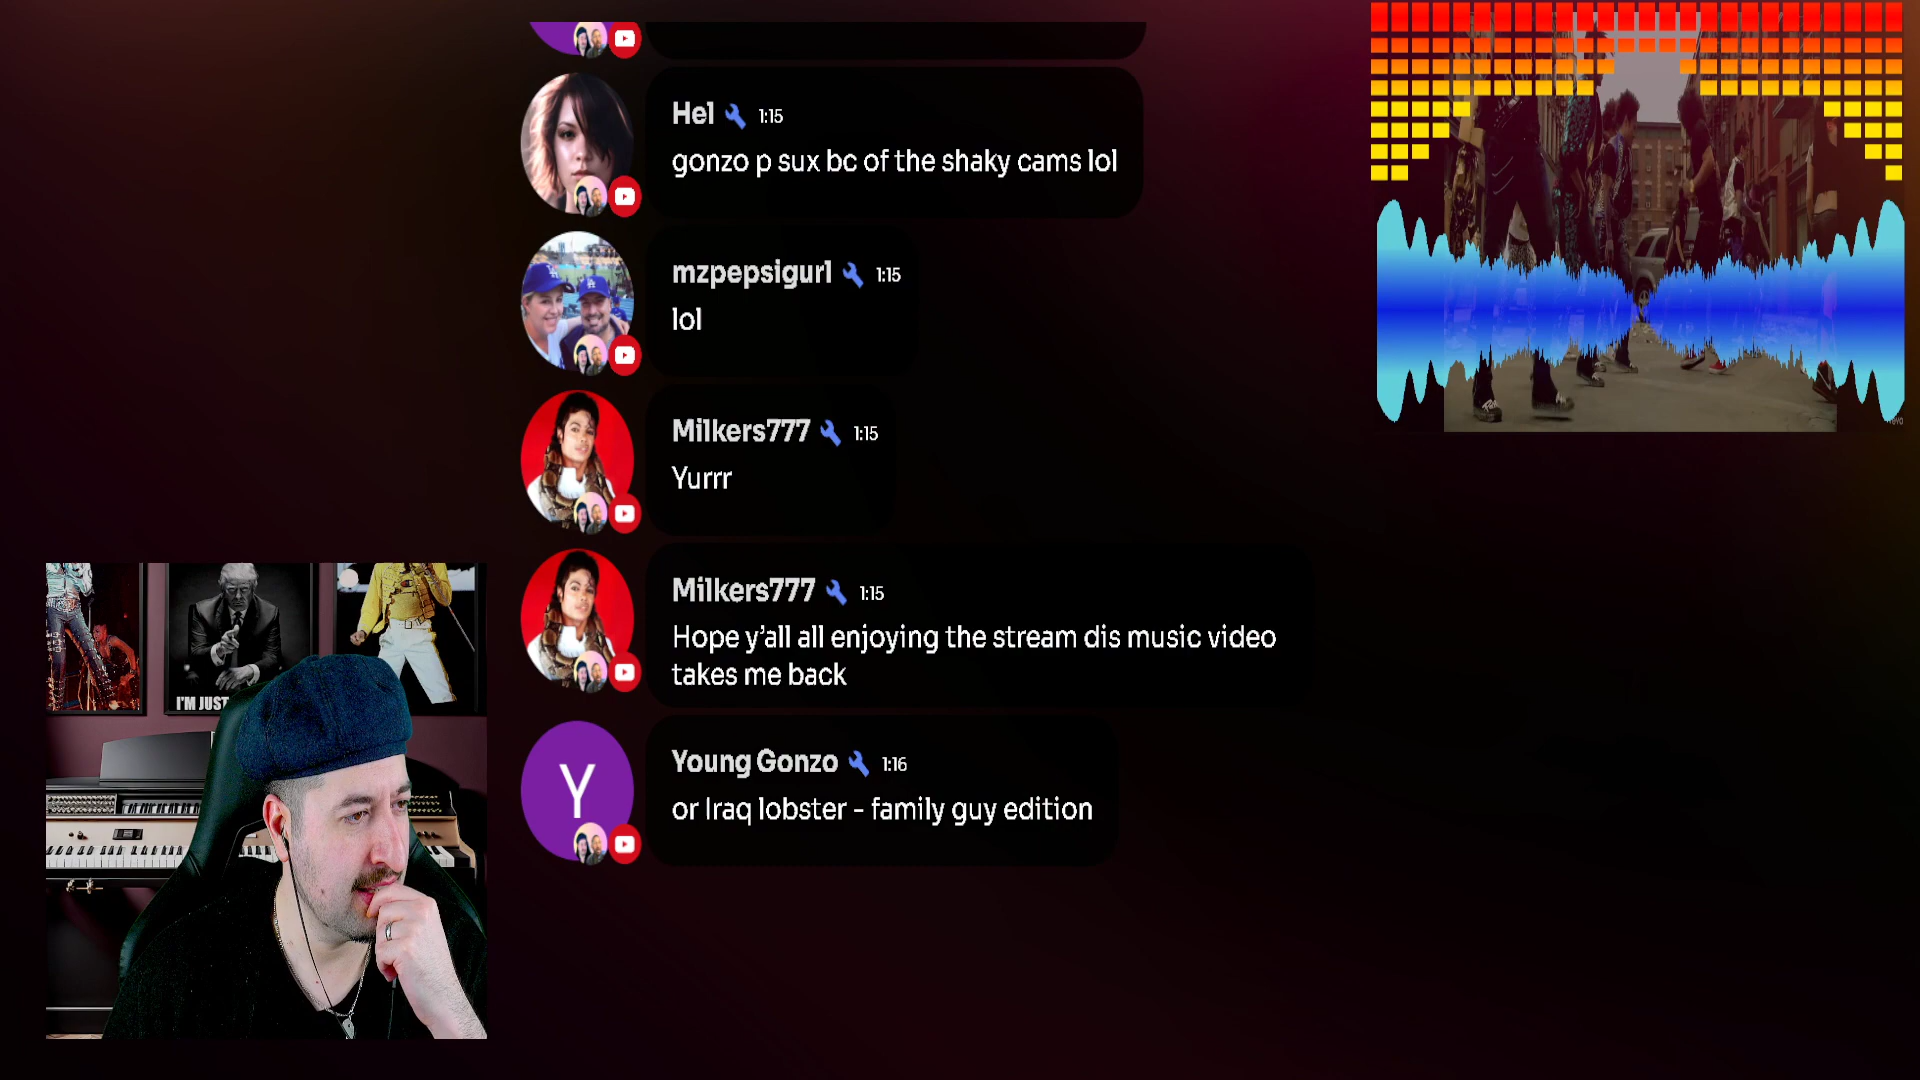 Hel 1:15
gonzo p sux bc of the shaky cams lol
mzpepsigurl 1:15
lol
Milkers777 1:15
Yurrr
Milkers777 1:15
Hope y'all all enjoying the stream dis music video
takes me back
Young Gonzo 1:16
Y
or Iraq lobster - family guy edition
I'M JUST